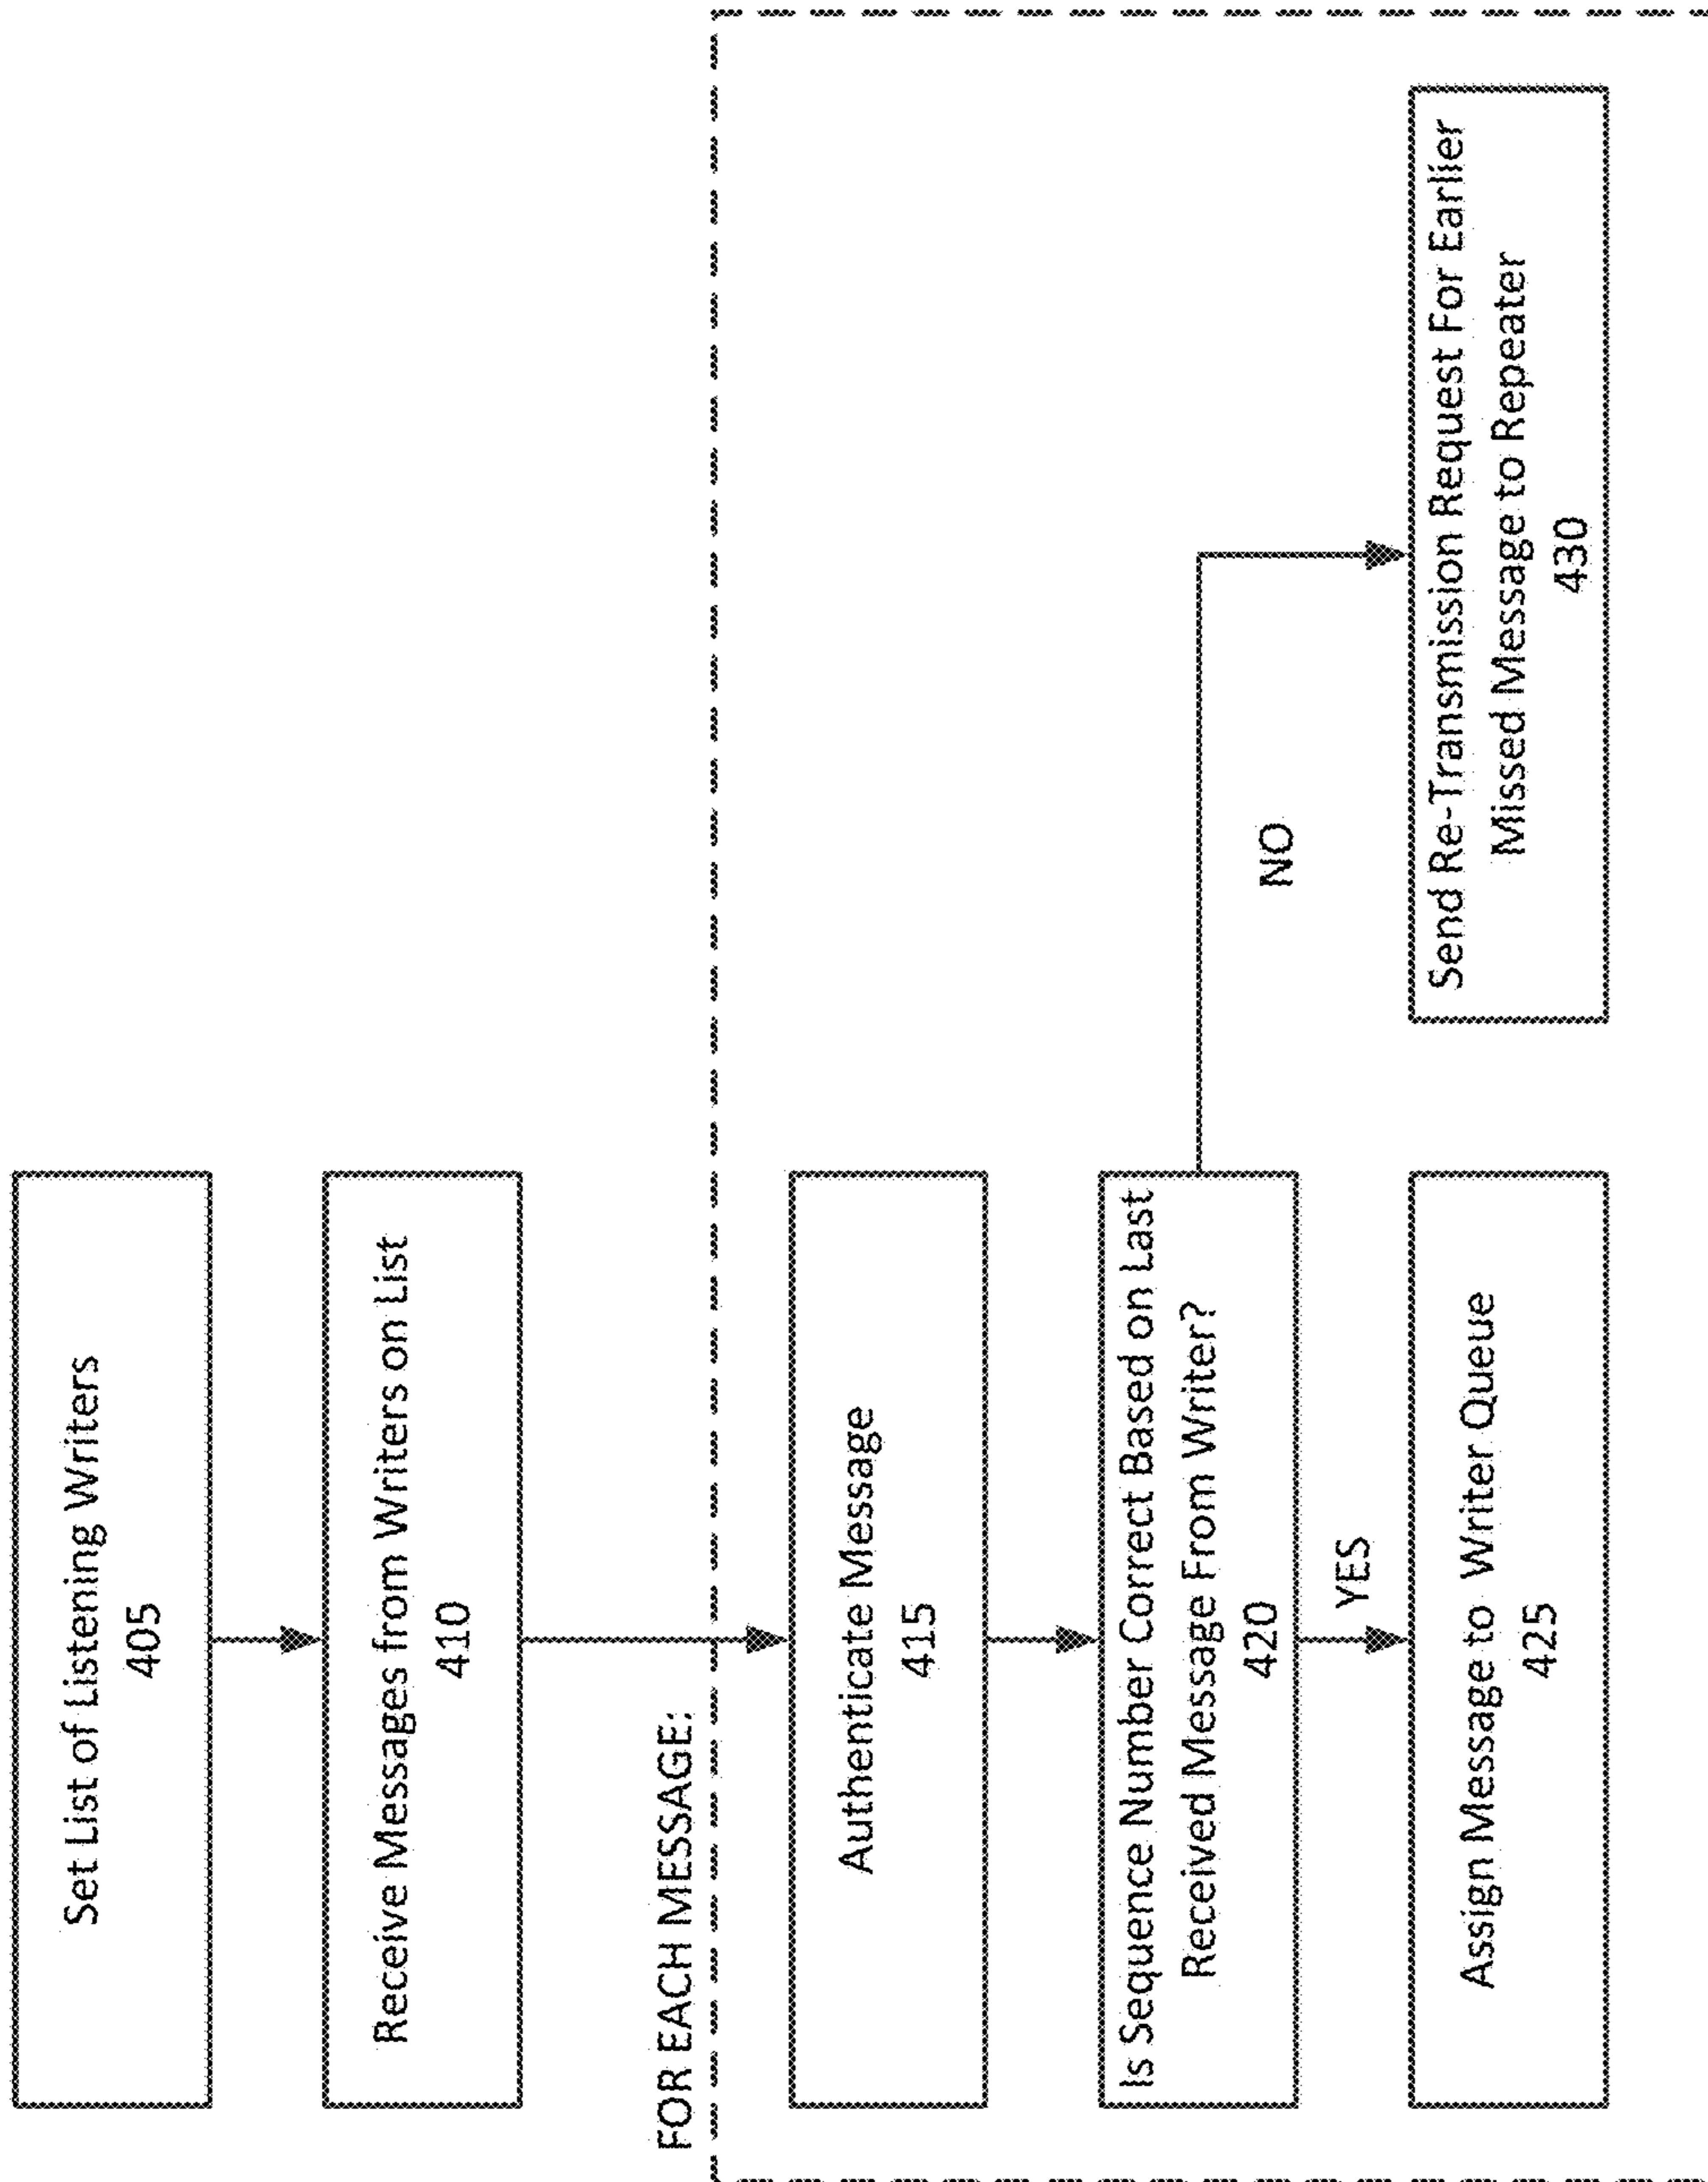 Set List of Listening Writers
405
Receive Messages from Writers on List
410
FOR EACH MESSAGE:
Authenticate Message
415
Is Sequence Number Correct Based on Last
Received Message From Writer?
420
NO
YES
Assign Message to Writer Queue
425
Send Re-Transmission Request For Earlier
Missed Message to Repeater
430